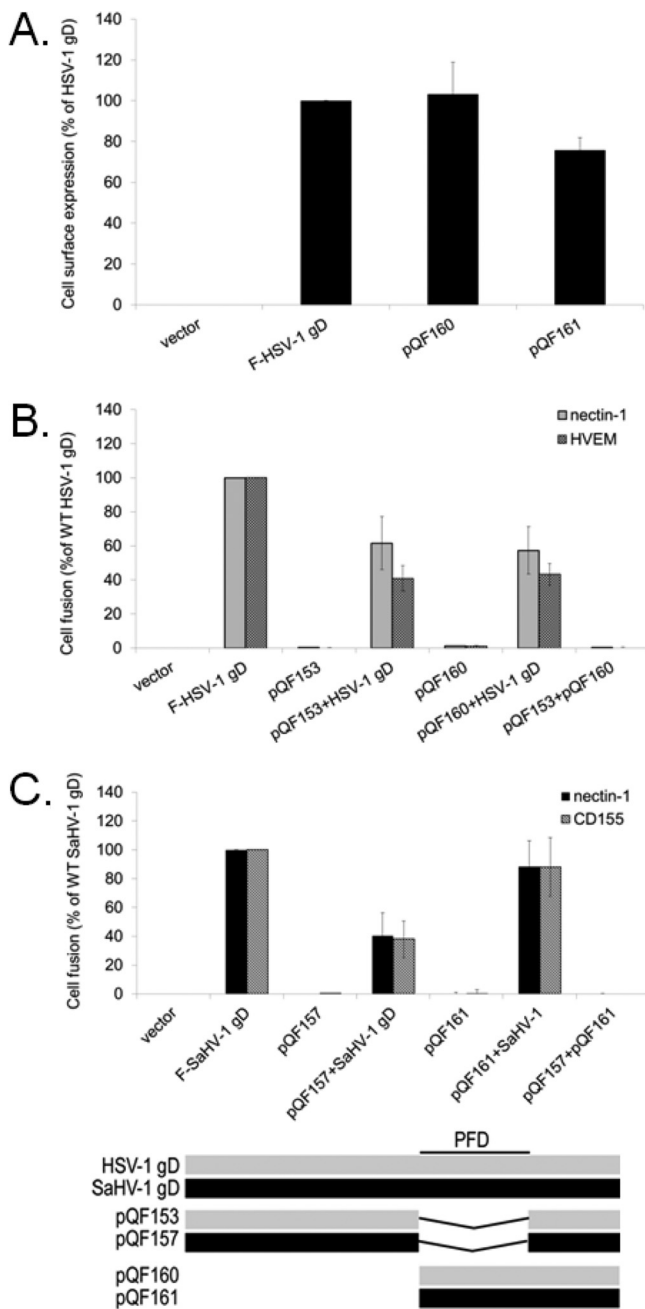 A.
Cell surface expression (% of HSV-1 gD)
140
120
100
80
60
40
20
0
vector
F-HSV-1 gD
pQF160
pQF161
B.
Cell fusion (%of WT HSV-1 gD)
140
120
100
80
60
40
20
0
nectin-1
HVEM
vector
F-HSV-1 gD
pQF153
pQF153+HSV-1 gD
pQF160
pQF160+HSV-1 gD
pQF153+pQF160
C.
Cell fusion (% of WT SaHV-1 gD)
140
120
100
80
60
40
20
0
nectin-1
CD155
vector
F-SaHV-1 gD
pQF157
pQF157+SaHV-1 gD
pQF161
pQF161+SaHV-1
pQF157+pQF161
PFD
HSV-1 gD
SaHV-1 gD
pQF153
pQF157
pQF160
pQF161